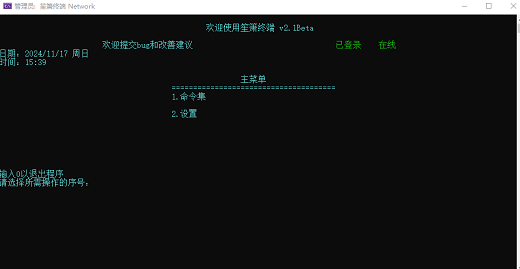 管理员: 笙箫终端 Network
欢迎使用笙箫终端 v2.1Beta
欢迎提交bug和改善建议 已登录 在线
日期: 2024/11/17 周日
时间: 15:39
主菜单
======================================
1.命令集
2.设置
输入0以退出程序
请选择所需操作的序号: